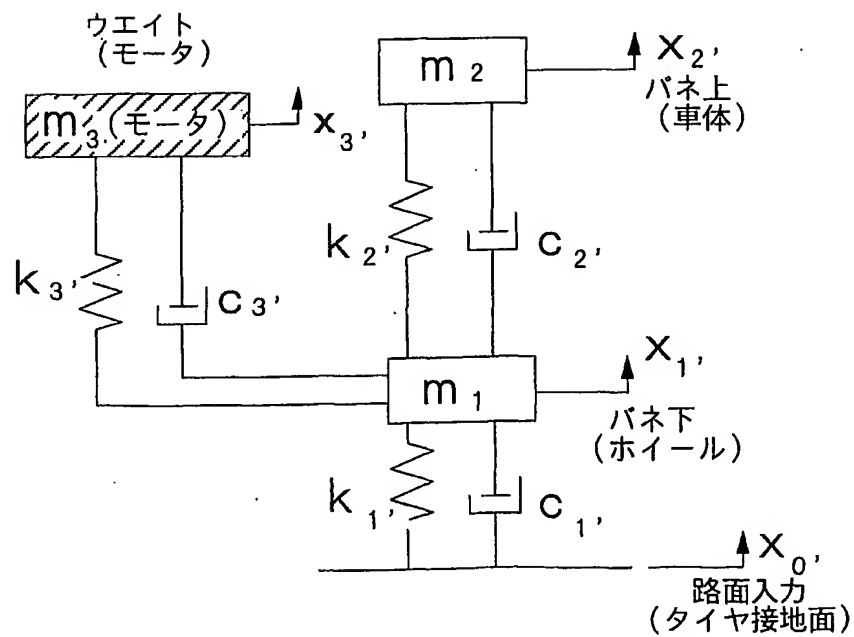 ウエイト
(モータ)
m3(モータ)
x3,
m2
x2,
バネ上
(車体)
k2,
c2,
k3,
c3,
m1
x1,
バネ下
(ホイール)
k1,
c1,
x0,
路面入力
(タイヤ接地面)